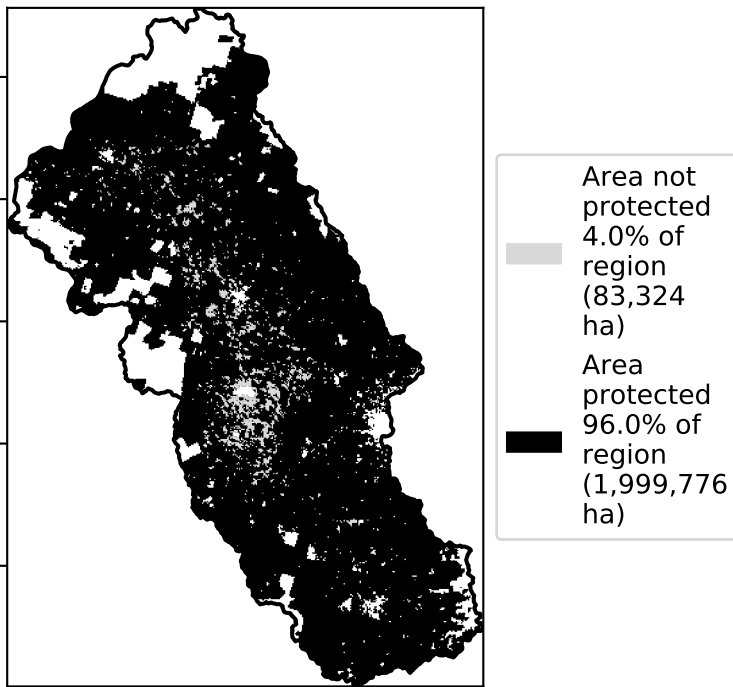 Area not
protected
4.0% of
region
(83,324
ha)
Area
protected
96.0% of
region
(1,999,776
ha)